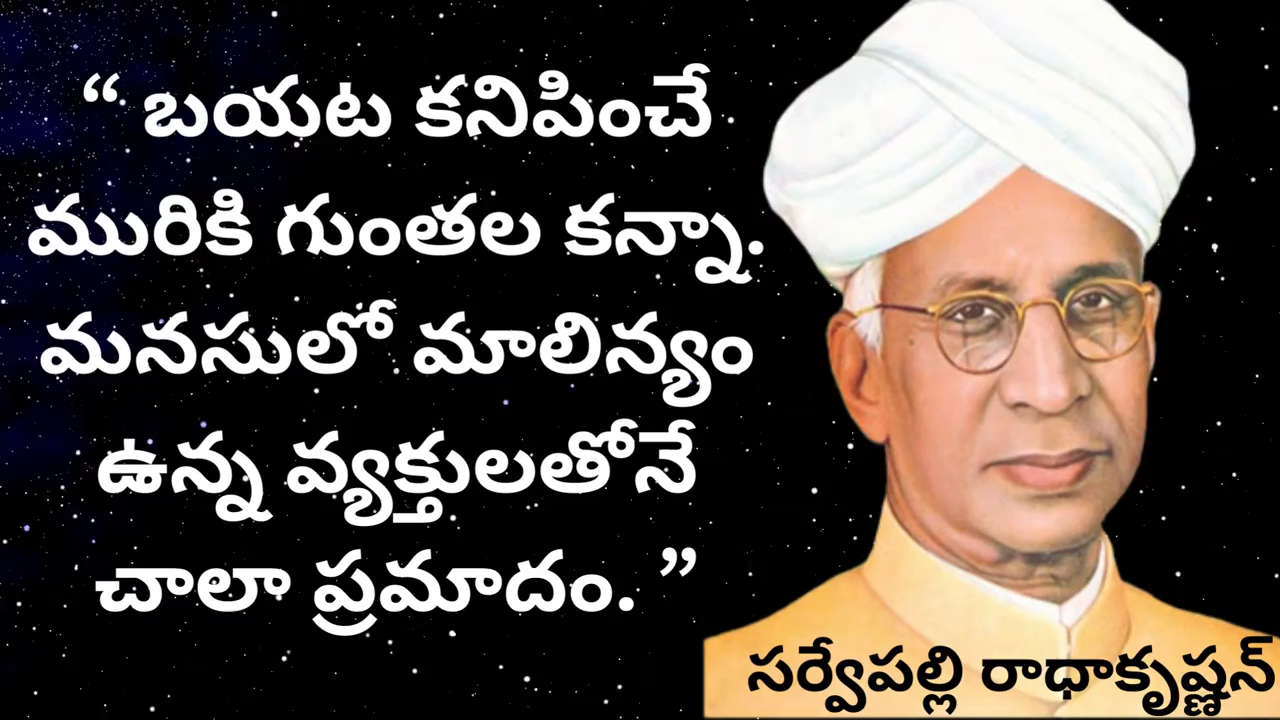 “ బయట కనిపించే
మురికి గుంతల కన్నా.
మనసులో మాలిన్యం
ఉన్న వ్యక్తులతోనే
చాలా ప్రమాదం. ”
సర్వేపల్లి రాధాకృష్ణన్